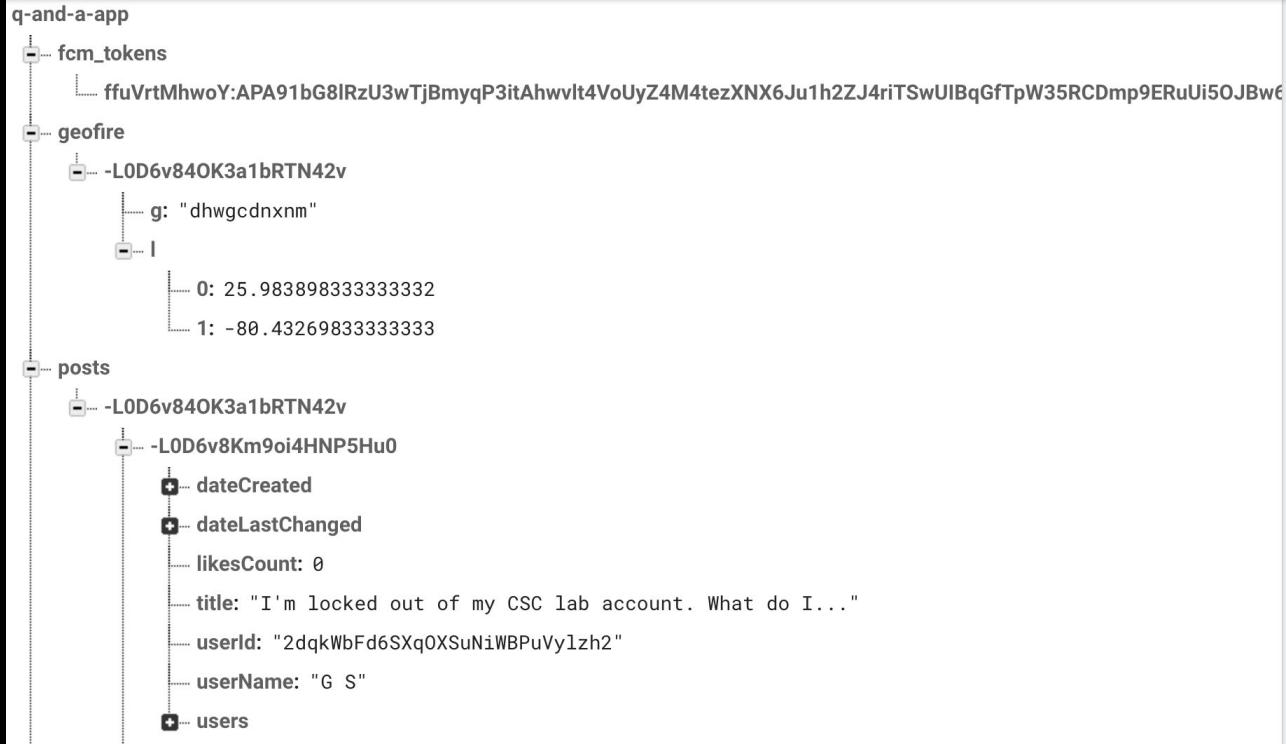 q-and-a-app
fcm_tokens
ffuVrtMhwoY:APA91bG8lRzU3wTjBmyqP3itAhwvlt4VoUyZ4M4tezXNX6Ju1h2ZJ4riTSwUIBqGfTpW35RCDmp9ERuUi5OJBw6
geofire
-L0D6v84OK3a1bRTN42v
g: "dhwgcdnxnm"
l
0: 25.983898333333332
1: -80.43269833333333
posts
-L0D6v84OK3a1bRTN42v
-L0D6v8Km9oi4HNP5Hu0
dateCreated
dateLastChanged
likesCount: 0
title: "I'm locked out of my CSC lab account. What do I..."
userId: "2dqkWbFd6SXqOXSuNiWBPuVylzh2"
userName: "G S"
users